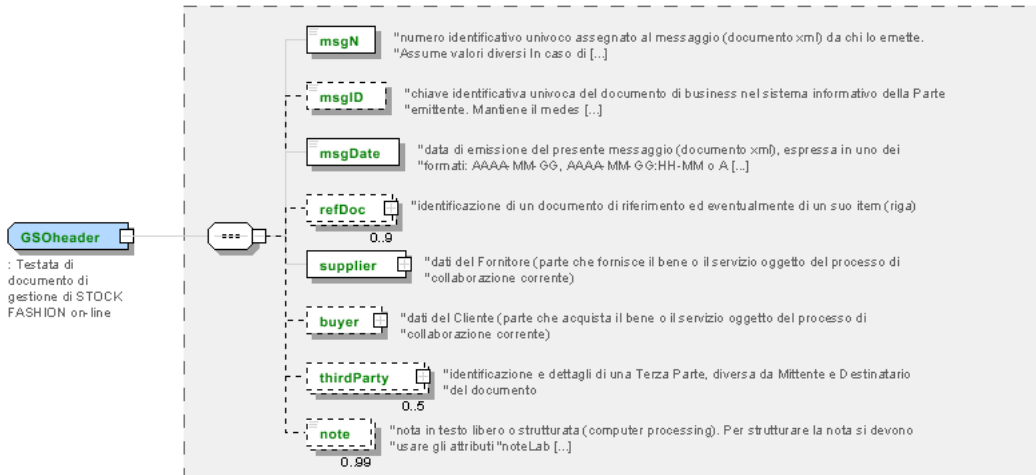 msgN
"numero identificativo univoco assegnato al messaggio (documento xml) da chi lo emette.
"Assume valori diversi In caso di [...]
msgID
"chiave identificativa univoca del documento di business nel sistema informativo della Parte
"emittente. Mantiene il medes [...]
msgDate
"data di emissione del presente messaggio (documento xml), espressa in uno dei
"formati: AAAA-MM-GG, AAAA-MM-GG:HH-MM o A [...]
refDoc
"identificazione di un documento di riferimento ed eventualmente di un suo item (riga)
0..9
GSOheader
: Testata di
documento di
gestione di STOCK
FASHION on-line
supplier
"dati del Fornitore (parte che fornisce il bene o il servizio oggetto del processo di
"collaborazione corrente)
buyer
"dati del Cliente (parte che acquista il bene o il servizio oggetto del processo di
"collaborazione corrente)
thirdParty
"identificazione e dettagli di una Terza Parte, diversa da Mittente e Destinatario
"del documento
0..5
note
"nota in testo libero o strutturata (computer processing). Per strutturare la nota si devono
"usare gli attributi "noteLab [...]
0..99